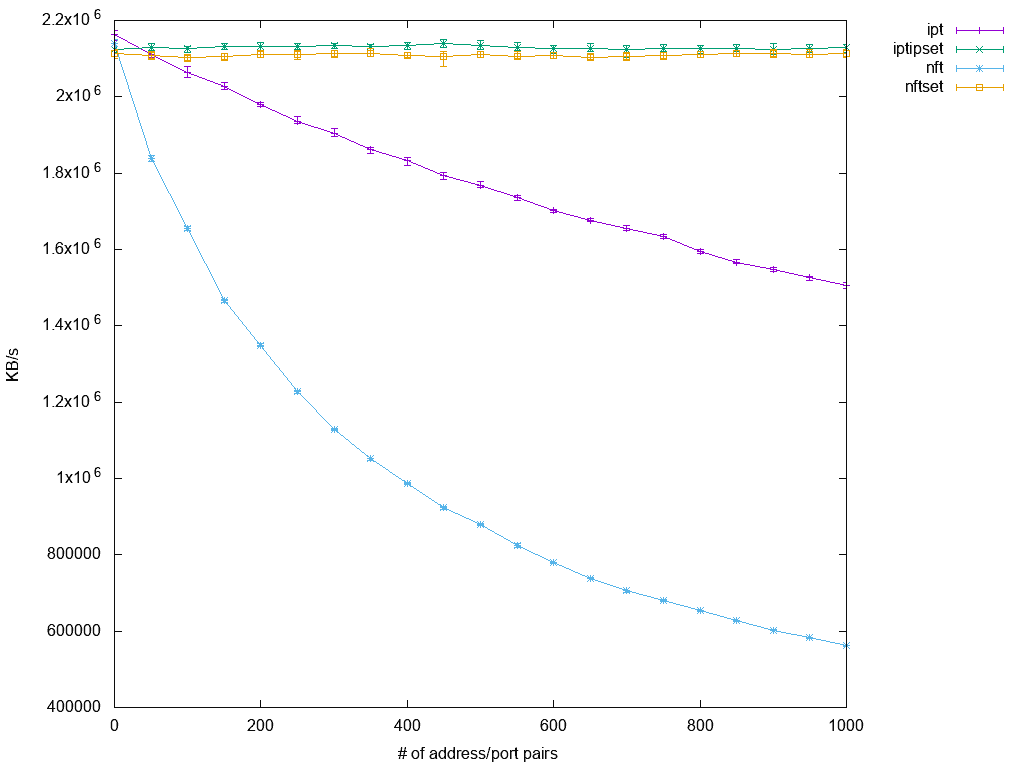 2.2x10 6
2x10 6
1.8x10 6
1.6x10 6
1.4x10 6
1.2x10 6
1x10 6
800000
600000
400000
KB/s
0 200 400 600 800 1000
# of address/port pairs
ipt
iptipset
nft
nftset